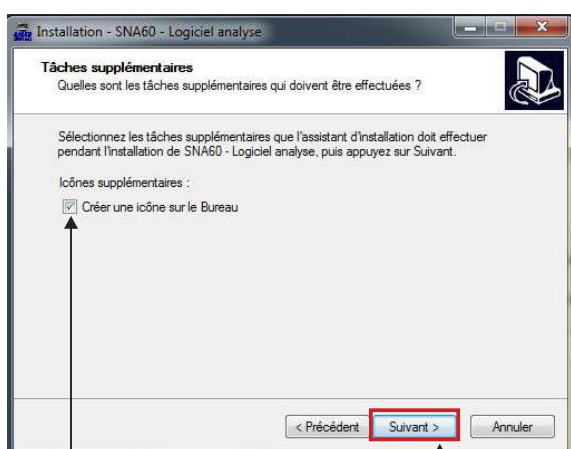 Installation - SNA60 - Logiciel analyse
Tâches supplémentaires
Quelles sont les tâches supplémentaires qui doivent être effectuées ?
Sélectionnez les tâches supplémentaires que l'assistant d'installation doit effectuer
pendant l'installation de SNA60 - Logiciel analyse, puis appuyez sur Suivant.
Icônes supplémentaires :
Créer une icône sur le Bureau
< Précédent Suivant > Annuler